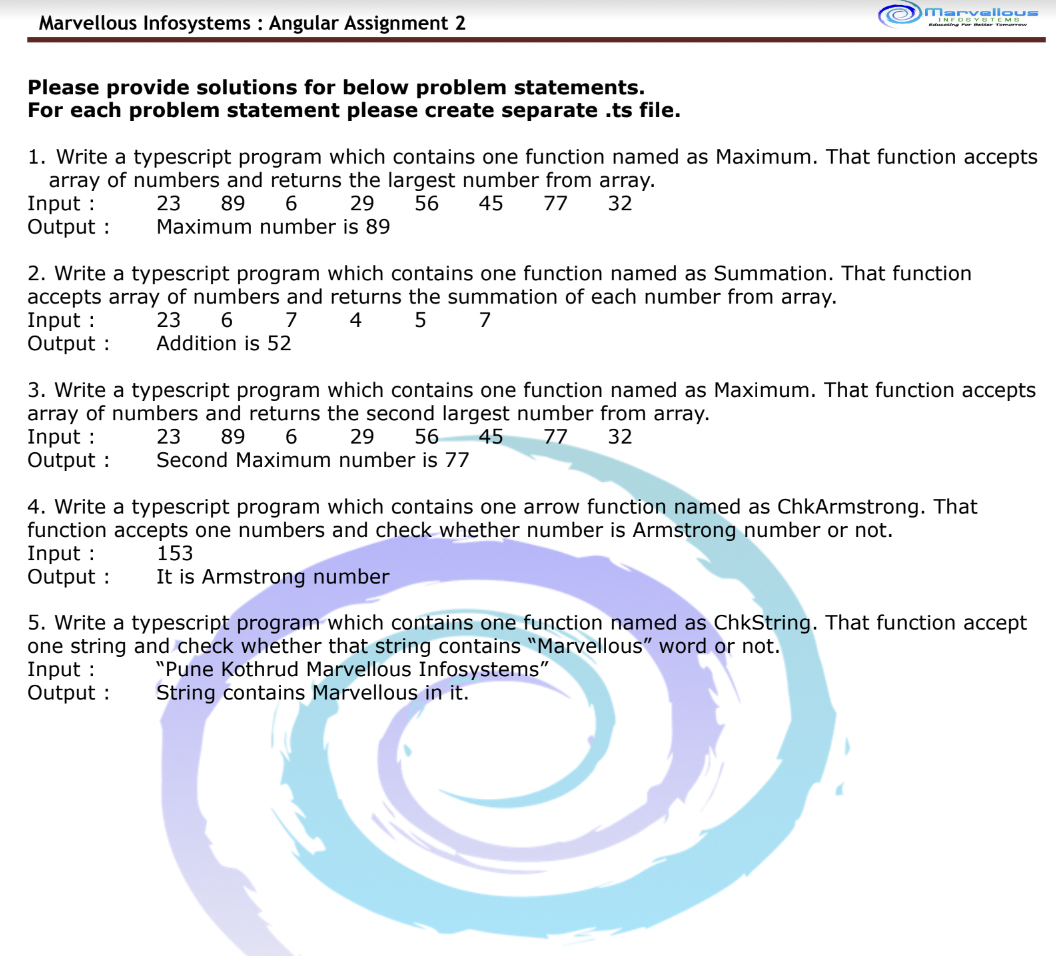 Marvellous Infosystems : Angular Assignment 2
Marvellous
INFOSYSTEMS
Educating For Better Tomorrow
Please provide solutions for below problem statements.
For each problem statement please create separate .ts file.
1. Write a typescript program which contains one function named as Maximum. That function accepts
array of numbers and returns the largest number from array.
Input : 23 89 6 29 56 45 77 32
Output : Maximum number is 89
2. Write a typescript program which contains one function named as Summation. That function
accepts array of numbers and returns the summation of each number from array.
Input : 23 6 7 4 5 7
Output : Addition is 52
3. Write a typescript program which contains one function named as Maximum. That function accepts
array of numbers and returns the second largest number from array.
Input : 23 89 6 29 56 45 77 32
Output : Second Maximum number is 77
4. Write a typescript program which contains one arrow function named as ChkArmstrong. That
function accepts one numbers and check whether number is Armstrong number or not.
Input : 153
Output : It is Armstrong number
5. Write a typescript program which contains one function named as ChkString. That function accept
one string and check whether that string contains “Marvellous” word or not.
Input : “Pune Kothrud Marvellous Infosystems”
Output : String contains Marvellous in it.